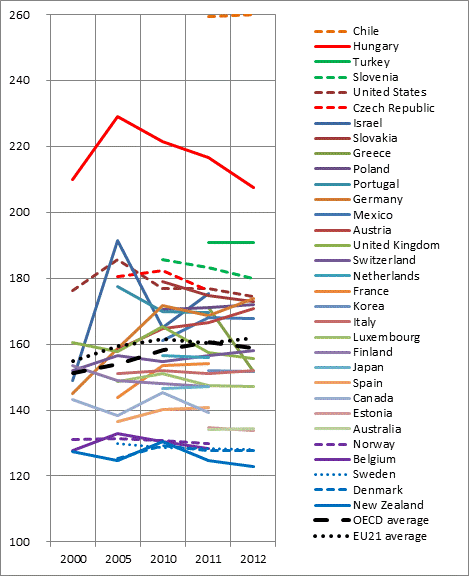 260
240
220
200
180
160
140
120
100
2000 2005 2010 2011 2012
Chile
Hungary
Turkey
Slovenia
United States
Czech Republic
Israel
Slovakia
Greece
Poland
Portugal
Germany
Mexico
Austria
United Kingdom
Switzerland
Netherlands
France
Korea
Italy
Luxemberg
Finland
Japan
Spain
Canada
Estonia
Australia
Norway
Belgium
Sweden
Denmark
New Zealand
OECD average
EU21 average